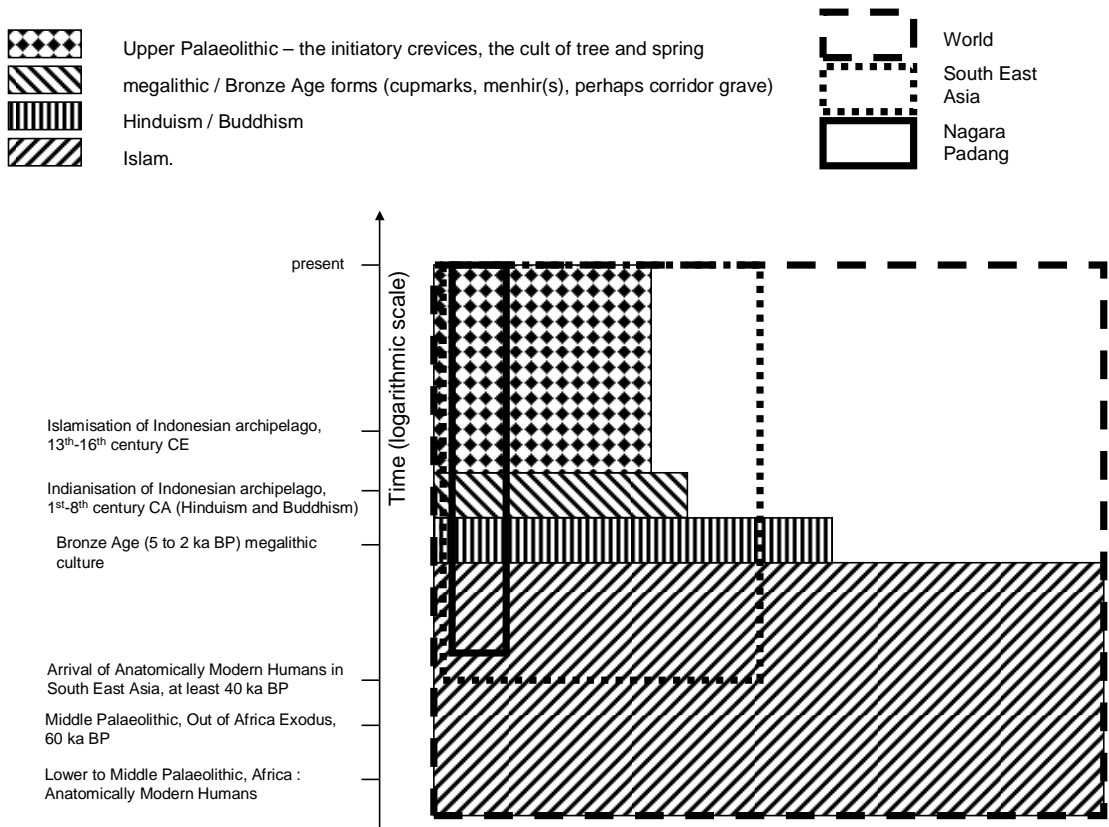 Upper Palaeolithic – the initiatory crevices, the cult of tree and spring
megalithic / Bronze Age forms (cupmarks, menhir(s), perhaps corridor grave)
Hinduism / Buddhism
Islam.
World
South East
Asia
Nagara
Padang
present
Time (logarithmic scale)
Islamisation of Indonesian archipelago,
13th-16th century CE
Indianisation of Indonesian archipelago,
1st-8th century CA (Hinduism and Buddhism)
Bronze Age (5 to 2 ka BP) megalithic
culture
Arrival of Anatomically Modern Humans in
South East Asia, at least 40 ka BP
Middle Palaeolithic, Out of Africa Exodus,
60 ka BP
Lower to Middle Palaeolithic, Africa :
Anatomically Modern Humans